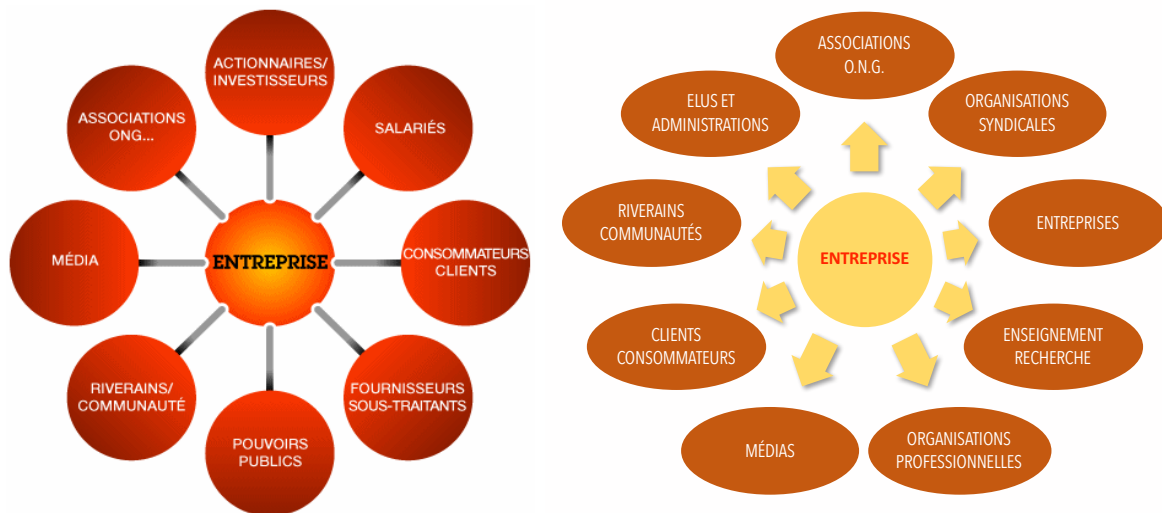 ACTIONNAIRES/
INVESTISSEURS
SALARIÉS
CONSOMMATEURS
CLIENTS
FOURNISSEURS
SOUS-TRAITANTS
POUVOIRS
PUBLICS
RIVERAINS/
COMMUNAUTÉ
MÉDIA
ASSOCIATIONS
ONG...
ENTREPRISE
ASSOCIATIONS
O.N.G.
ORGANISATIONS
SYNDICALES
ENTREPRISES
ENSEIGNEMENT
RECHERCHE
ORGANISATIONS
PROFESSIONNELLES
MÉDIAS
CLIENTS
CONSOMMATEURS
RIVERAINS
COMMUNAUTÉS
ELUS ET
ADMINISTRATIONS
ENTREPRISE